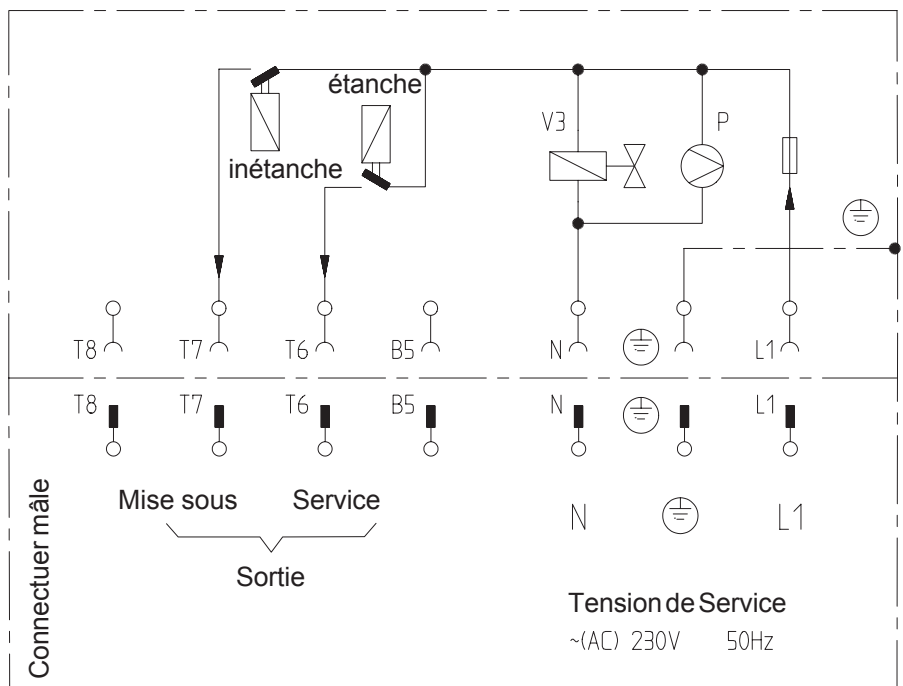 étanche
inétanche
V3
P
T8 T7 T6 B5 N L1
T8 T7 T6 B5 N L1
Mise sous Service
Sortie
N L1
Tension de Service
~(AC) 230V 50Hz
Connectuer mâle